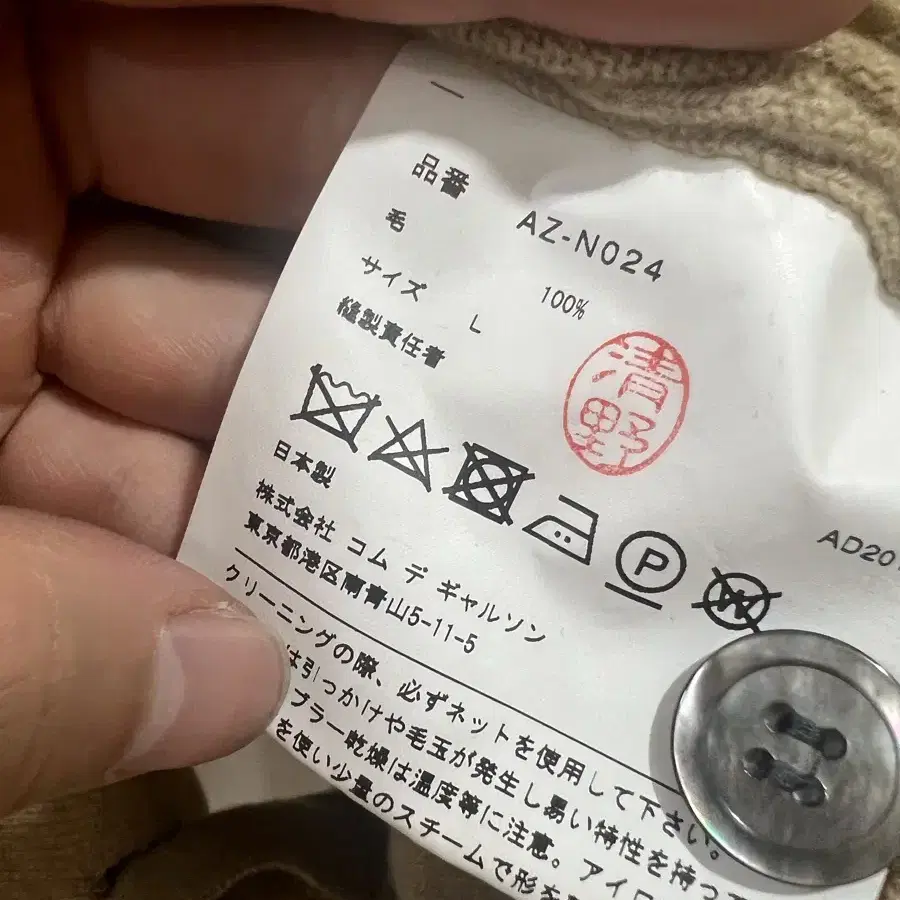 品番 AZ-N024
毛 100%
サイズ L
縫製責任者
清野
P
W
日本製
株式会社 コム デ ギャルソン
東京都港区南青山5-11-5
AD201
クリーニングの際、必ずネットを使用して下さい。
は引っかけや毛玉が発生し易い特性を持って
ブラー乾燥は温度等に注意。アイロ
を使い少量のスチームで形を